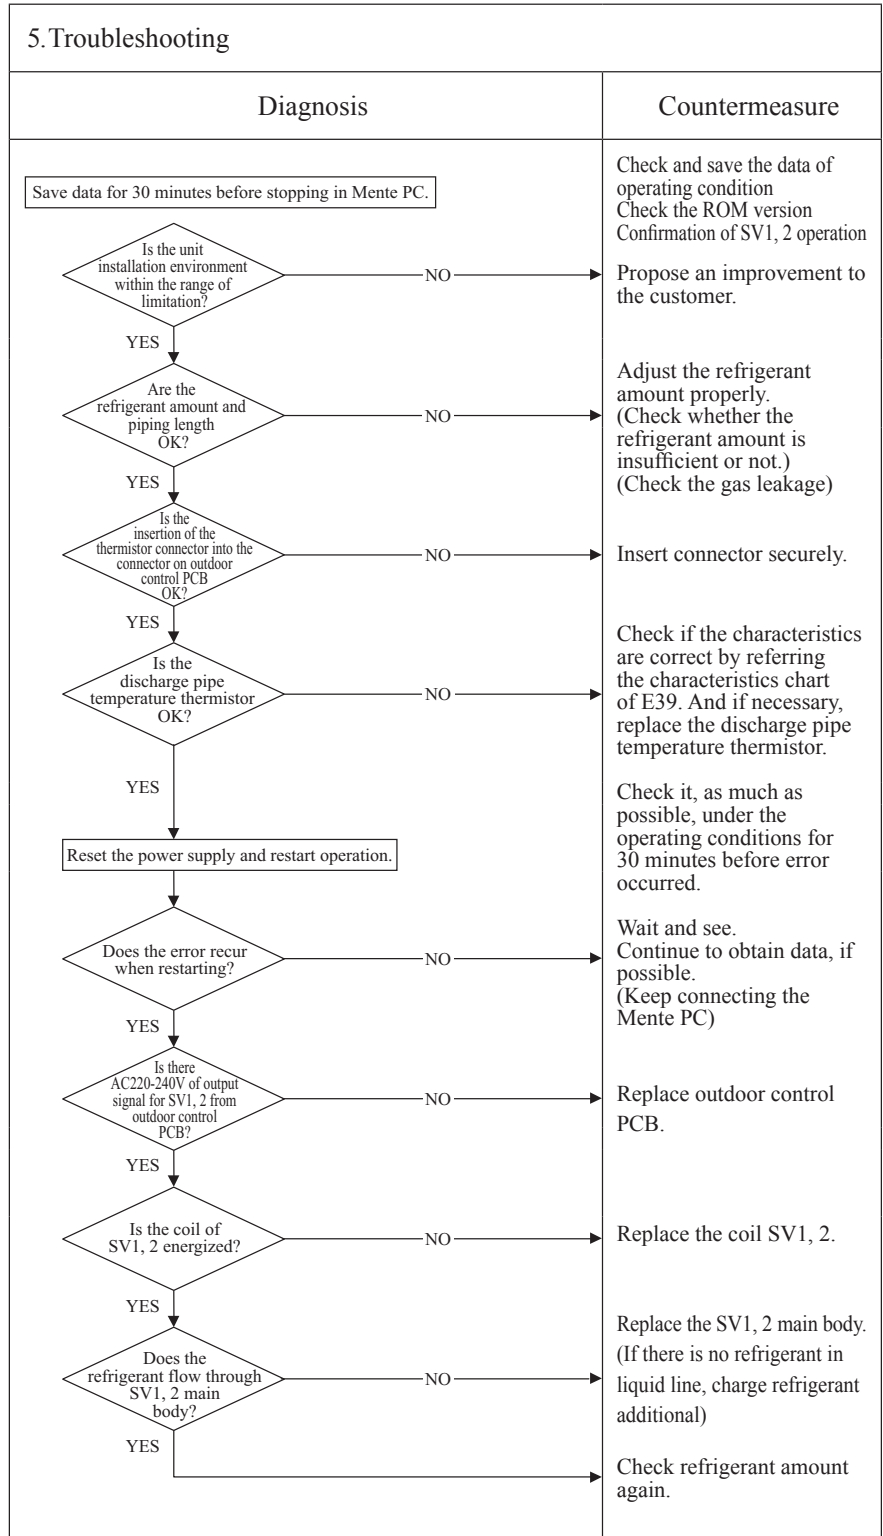 5.Troubleshooting
Diagnosis
Countermeasure
Save data for 30 minutes before stopping in Mente PC.
Check and save the data of
operating condition
Check the ROM version
Confirmation of SV1, 2 operation
Is the unit
installation environment
within the range of
limitation?
NO
Propose an improvement to
the customer.
YES
Are the
refrigerant amount and
piping length
OK?
NO
Adjust the refrigerant
amount properly.
(Check whether the
refrigerant amount is
insufficient or not.)
(Check the gas leakage)
YES
Is the
insertion of the
thermistor connector into the
connector on outdoor
control PCB
OK?
NO
Insert connector securely.
YES
Is the
discharge pipe
temperature thermistor
OK?
NO
Check if the characteristics
are correct by referring
the characteristics chart
of E39. And if necessary,
replace the discharge pipe
temperature thermistor.
YES
Reset the power supply and restart operation.
Check it, as much as
possible, under the
operating conditions for
30 minutes before error
occurred.
Does the error recur
when restarting?
NO
Wait and see.
Continue to obtain data, if
possible.
(Keep connecting the
Mente PC)
YES
Is there
AC220-240V of output
signal for SV1, 2 from
outdoor control
PCB?
NO
Replace outdoor control
PCB.
YES
Is the coil of
SV1, 2 energized?
NO
Replace the coil SV1, 2.
YES
Does the
refrigerant flow through
SV1, 2 main
body?
NO
Replace the SV1, 2 main body.
(If there is no refrigerant in
liquid line, charge refrigerant
additional)
YES
Check refrigerant amount
again.